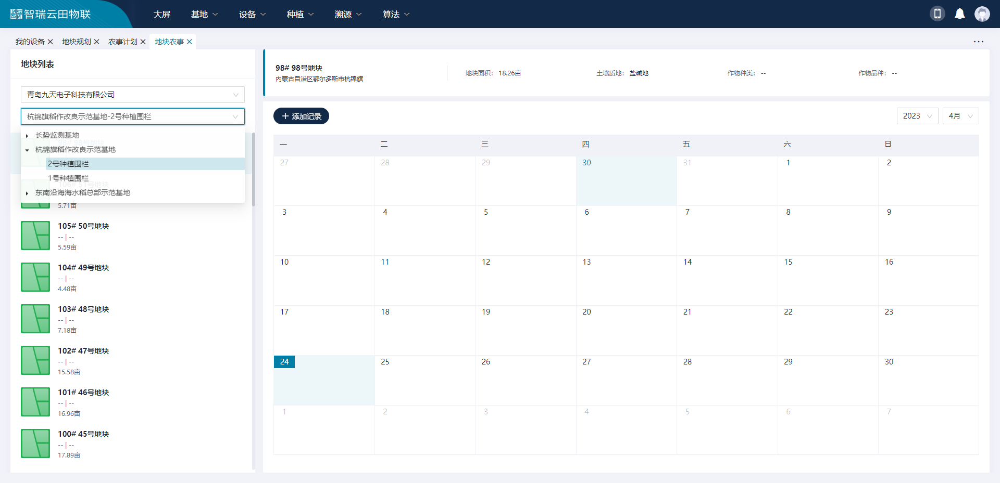 智瑞云田物联
大屏 基地 设备 种植 溯源 算法
我的设备 地块规划 农事计划 地块农事
地块列表
青岛九天电子科技有限公司
杭锦旗稻作改良示范基地-2号种植围栏
长势监测基地
98# 98号地块
杭锦旗稻作改良示范基地
2号种植围栏
1号种植围栏
106# 51号地块
东南沿海海水稻总部示范基地
5.71亩
105# 50号地块
-- | --
5.59亩
104# 49号地块
-- | --
4.48亩
103# 48号地块
-- | --
7.18亩
102# 47号地块
-- | --
15.58亩
101# 46号地块
-- | --
16.96亩
100# 45号地块
-- | --
17.89亩
98# 98号地块
内蒙古自治区鄂尔多斯市杭锦旗
地块面积： 18.26亩 土壤质地： 盐碱地 作物种类： -- 作物品种： --
添加记录
2023 4月
一 二 三 四 五 六 日
27 28 29 30 31 1 2
3 4 5 6 7 8 9
10 11 12 13 14 15 16
17 18 19 20 21 22 23
24 25 26 27 28 29 30
1 2 3 4 5 6 7